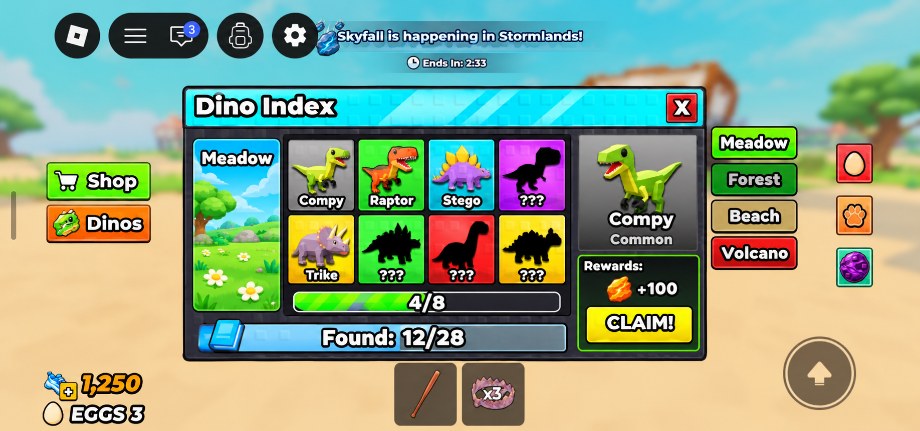 3
Skyfall is happening in Stormlands!
Ends In: 2:33
Dino Index
X
Shop
Dinos
Meadow
Compy
Raptor
Stego
???
Trike
???
???
???
4/8
Found: 12/28
Compy
Common
Rewards:
+100
CLAIM!
Meadow
Forest
Beach
Volcano
1,250
EGGS 3
x3